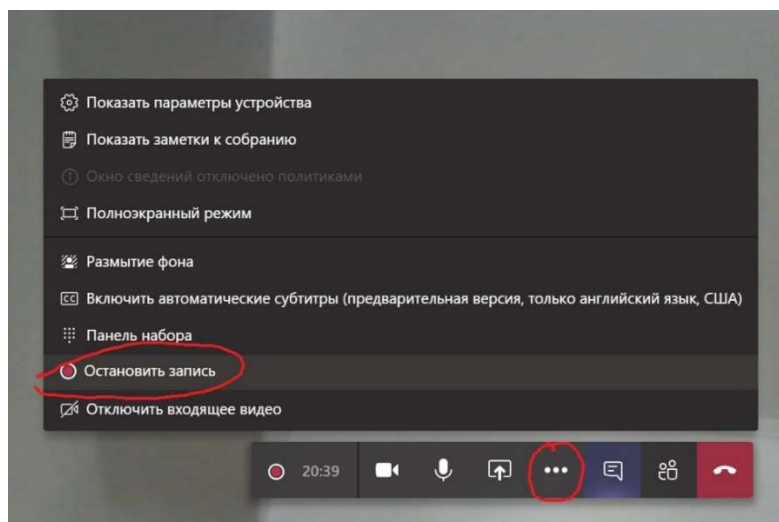 Показать параметры устройства
Показать заметки к собранию
Окно сведений отключено политиками
Полноэкранный режим
Размытие фона
CC Включить автоматические субтитры (предварительная версия, только английский язык, США)
Панель набора
Остановить запись
Отключить входящее видео
20:39